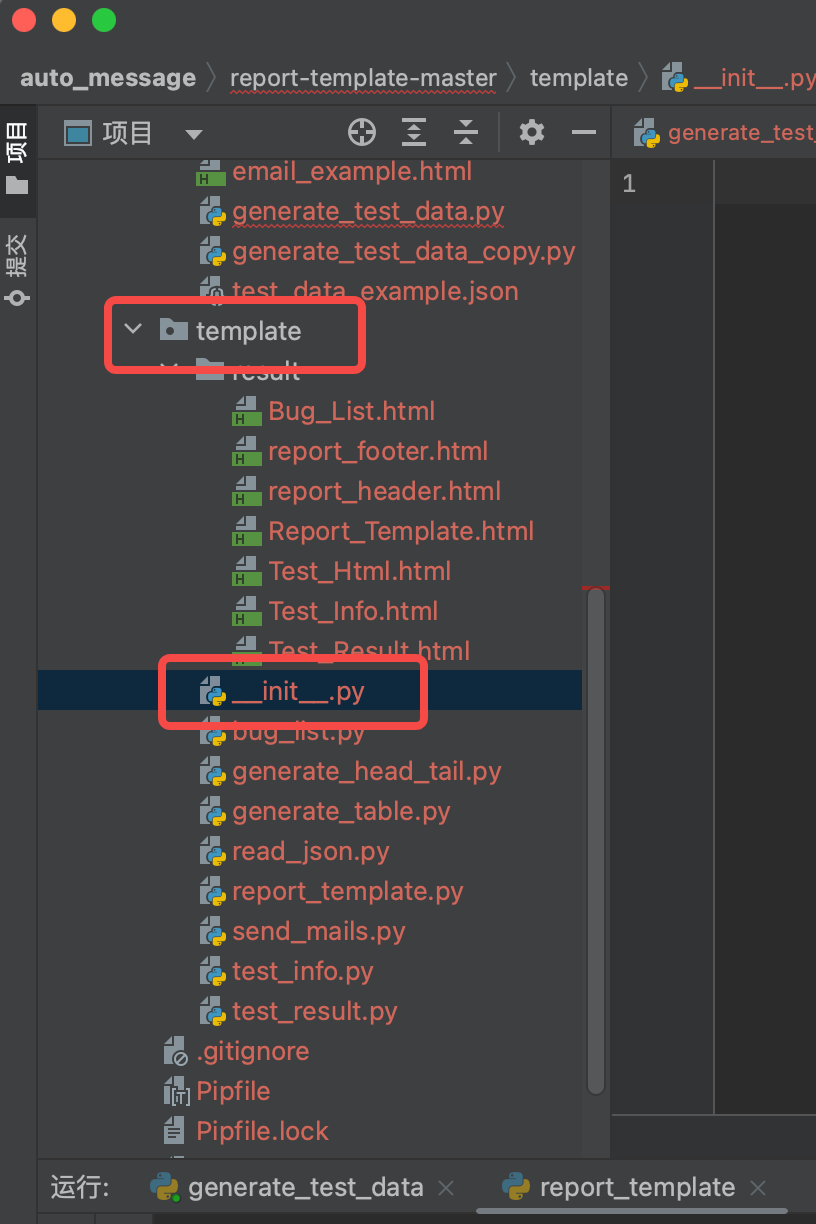 auto_message report-template-master template __init__.py
项目
项目
generate_test_
email_example.html
1
generate_test_data.py
提交
generate_test_data_copy.py
test_data_example.json
template
result
Bug_List.html
report_footer.html
report_header.html
Report_Template.html
Test_Html.html
Test_Info.html
Test_Result.html
__init__.py
bug_list.py
generate_head_tail.py
generate_table.py
read_json.py
report_template.py
send_mails.py
test_info.py
test_result.py
.gitignore
Pipfile
Pipfile.lock
运行: generate_test_data report_template